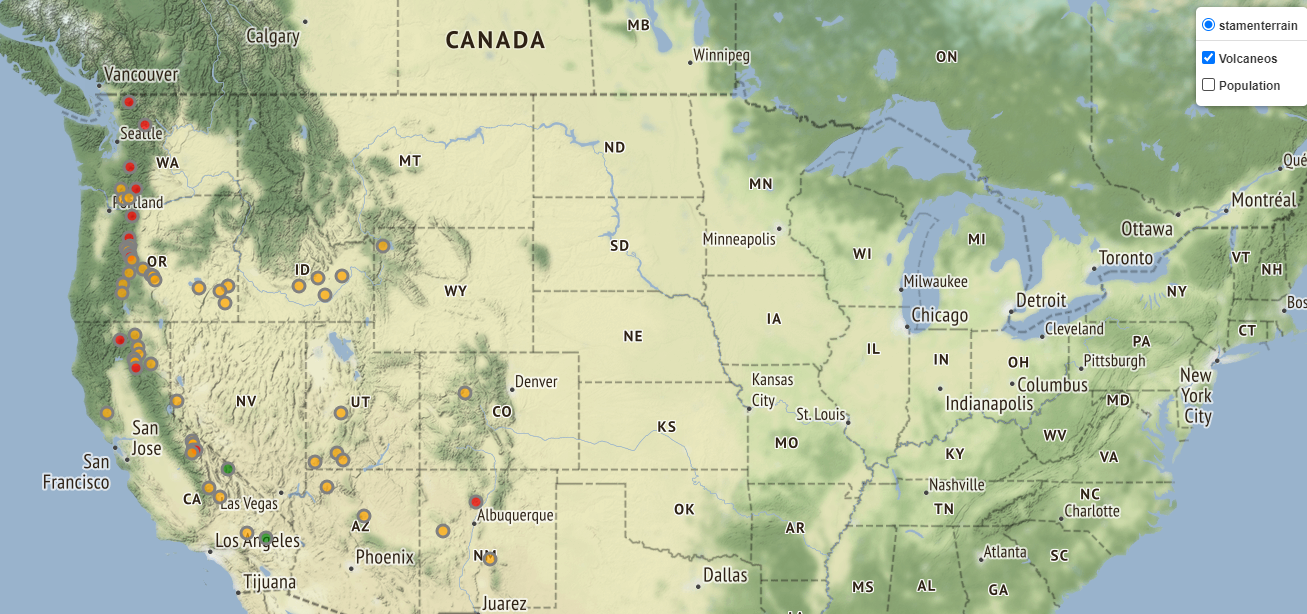 stamenterrain
Volcaneos
Population
CANADA
Calgary
MB
Winnipeg
ON
Vancouver
Seattle
WA
MT
ND
MN
Qué
Montréal
Ottawa
Portland
OR
ID
SD
Minneapolis
WI
MI
Toronto
VT
NH
WY
Milwaukee
NY
Bos
Detroit
Chicago
IA
Cleveland
CT
NE
IL
IN
OH
PA
Pittsburgh
Denver
Kansas
City
Columbus
New
York
City
NV
UT
CO
Indianapolis
MD
St. Louis
San
Jose
KS
MO
WV
KY
VA
San
Francisco
CA
Las Vegas
Nashville
NC
Charlotte
TN
OK
Albuquerque
AZ
AR
Los Angeles
Phoenix
NM
Atlanta
SC
Tijuana
Dallas
MS
AL
GA
Juarez